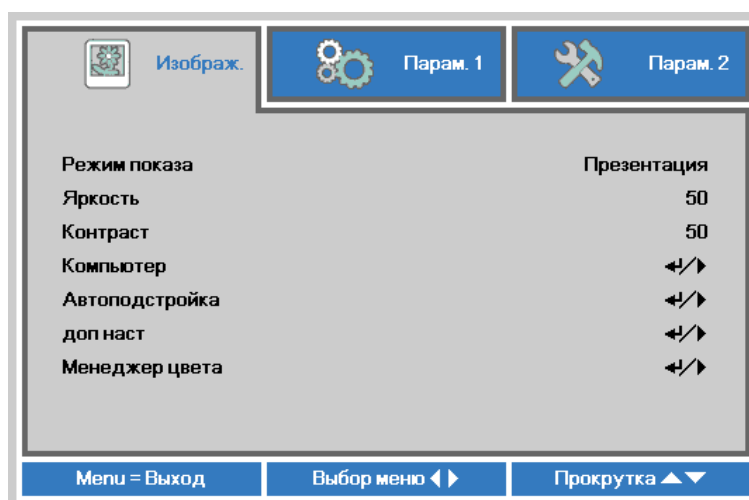 Изображ. Парам. 1 Парам. 2
Режим показа Презентация
Яркость 50
Контраст 50
Компьютер
Автоподстройка
доп наст
Менеджер цвета
Menu = Выход Выбор меню Прокрутка